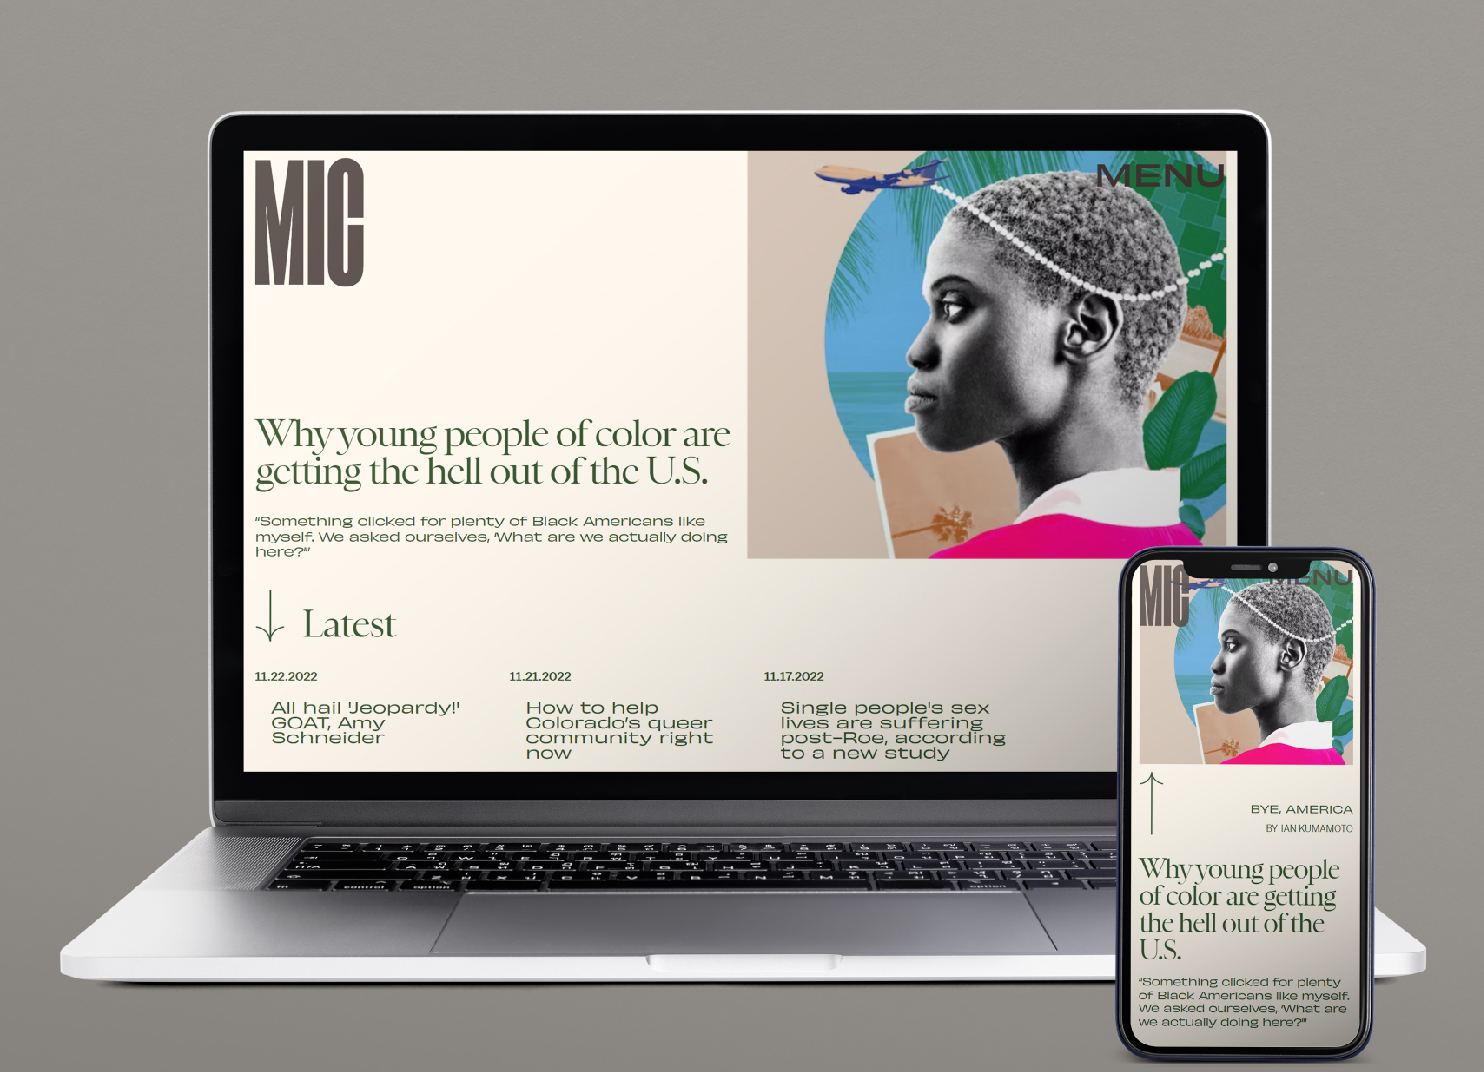 MIC
MENU
Why young people of color are
getting the hell out of the U.S.
"Something clicked for plenty of Black Americans like
myself. We asked ourselves, 'What are we actually doing
here?'"
Latest
11.22.2022
All hail 'Jeopardy!'
GOAT, Amy
Schneider
11.21.2022
How to help
Colorado's queer
community right
now
11.17.2022
Single people's sex
lives are suffering
post-Roe, according
to a new study
control
option
option
MIC
MENU
BYE, AMERICA
BY IAN KUMAMOTO
Why young people
of color are getting
the hell out of the
U.S.
"Something clicked for plenty
of Black Americans like myself.
We asked ourselves, 'What are
we actually doing here?'"